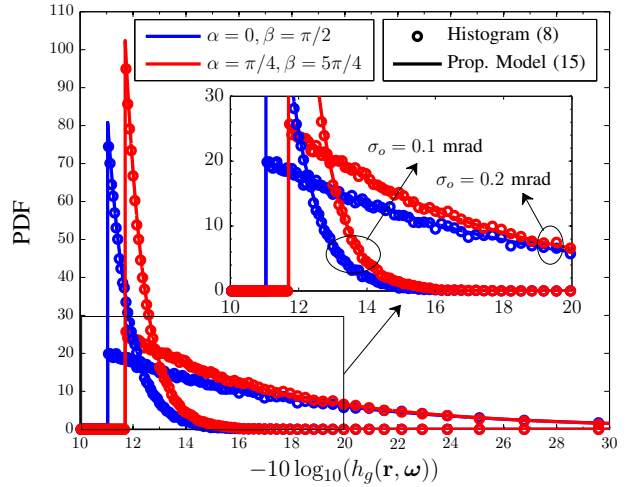 PDF
110
100
90
80
70
60
50
40
30
20
10
0
α = 0, β = π/2
α = π/4, β = 5π/4
Histogram (8)
Prop. Model (15)
30
20
10
0
σ_o = 0.1 mrad
σ_o = 0.2 mrad
10 12 14 16 18 20
10 12 14 16 18 20 22 24 26 28 30
−10 log₁₀(h_g(r, ω))